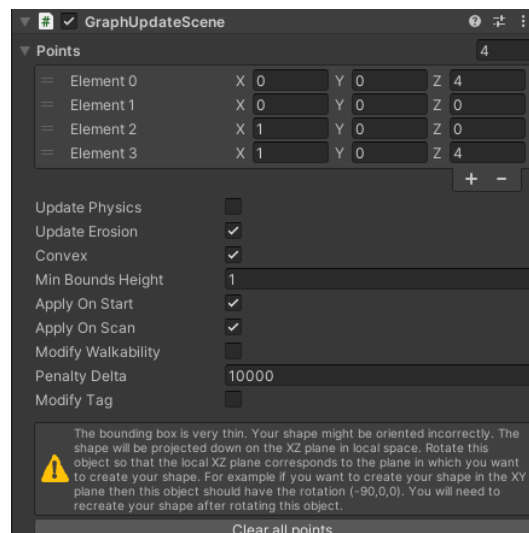 # GraphUpdateScene
Points 4
Element 0 X 0 Y 0 Z 4
Element 1 X 0 Y 0 Z 0
Element 2 X 1 Y 0 Z 0
Element 3 X 1 Y 0 Z 4
+ −
Update Physics
Update Erosion
Convex
Min Bounds Height 1
Apply On Start
Apply On Scan
Modify Walkability
Penalty Delta 10000
Modify Tag
The bounding box is very thin. Your shape might be oriented incorrectly. The
shape will be projected down on the XZ plane in local space. Rotate this
object so that the local XZ plane corresponds to the plane in which you want
to create your shape. For example if you want to create your shape in the XY
plane then this object should have the rotation (-90,0,0). You will need to
recreate your shape after rotating this object.
Clear all points